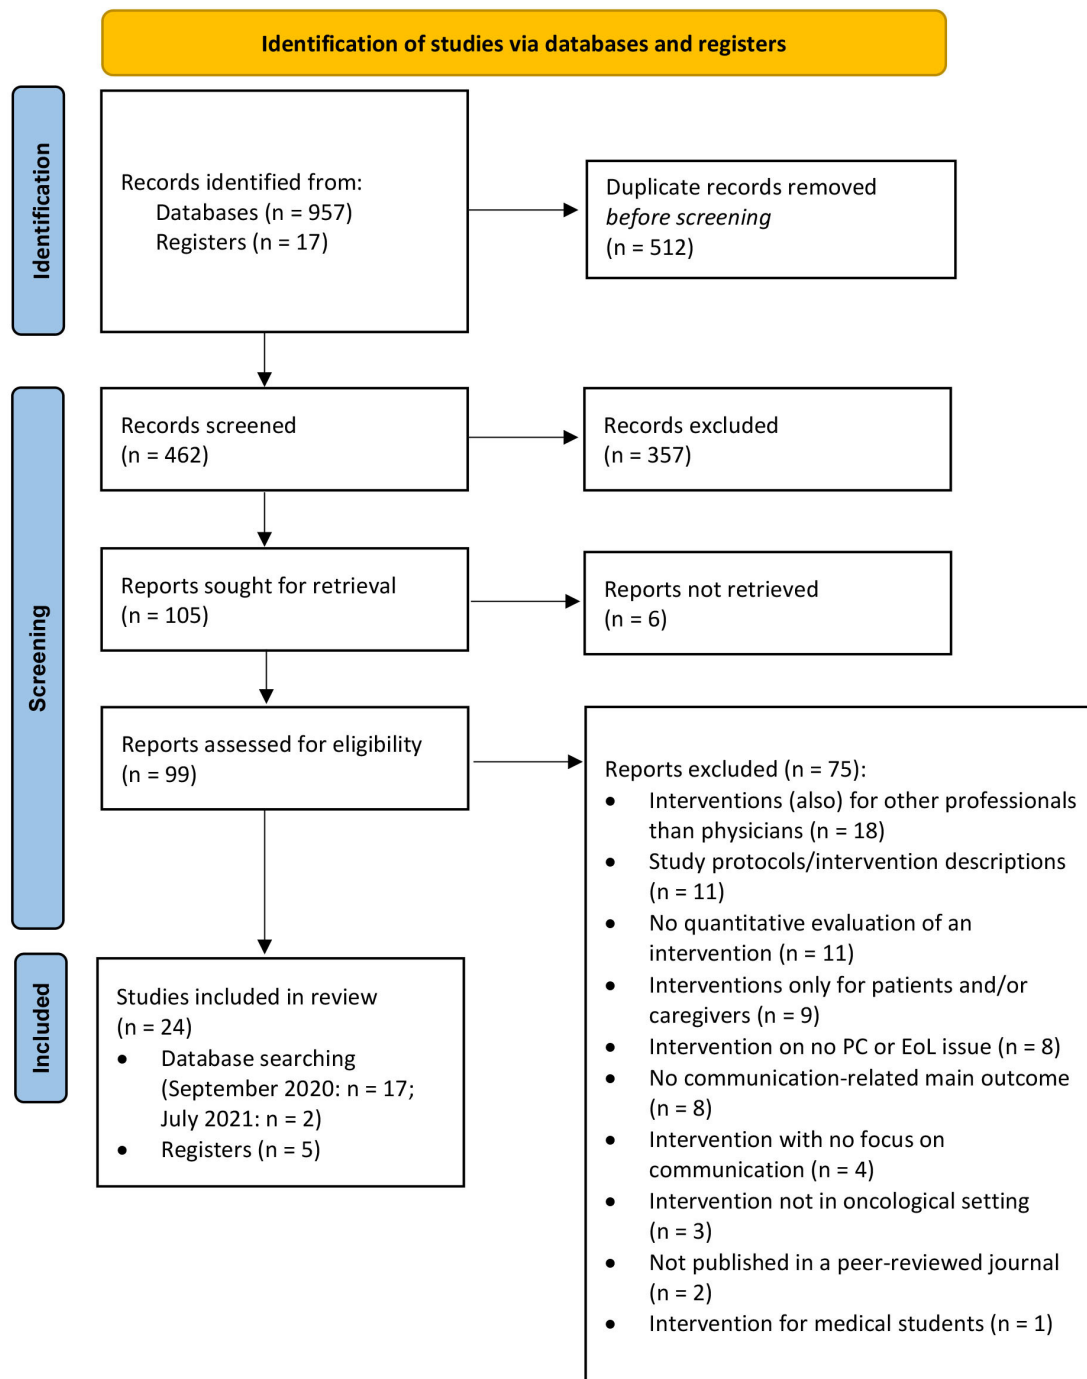 Identification of studies via databases and registers
Identification
Records identified from:
Databases (n = 957)
Registers (n = 17)
Duplicate records removed
before screening
(n = 512)
Screening
Records screened
(n = 462)
Records excluded
(n = 357)
Reports sought for retrieval
(n = 105)
Reports not retrieved
(n = 6)
Reports assessed for eligibility
(n = 99)
Reports excluded (n = 75):
• Interventions (also) for other professionals
than physicians (n = 18)
• Study protocols/intervention descriptions
(n = 11)
• No quantitative evaluation of an
intervention (n = 11)
• Interventions only for patients and/or
caregivers (n = 9)
• Intervention on no PC or EoL issue (n = 8)
• No communication-related main outcome
(n = 8)
• Intervention with no focus on
communication (n = 4)
• Intervention not in oncological setting
(n = 3)
• Not published in a peer-reviewed journal
(n = 2)
• Intervention for medical students (n = 1)
Included
Studies included in review
(n = 24)
• Database searching
(September 2020: n = 17;
July 2021: n = 2)
• Registers (n = 5)